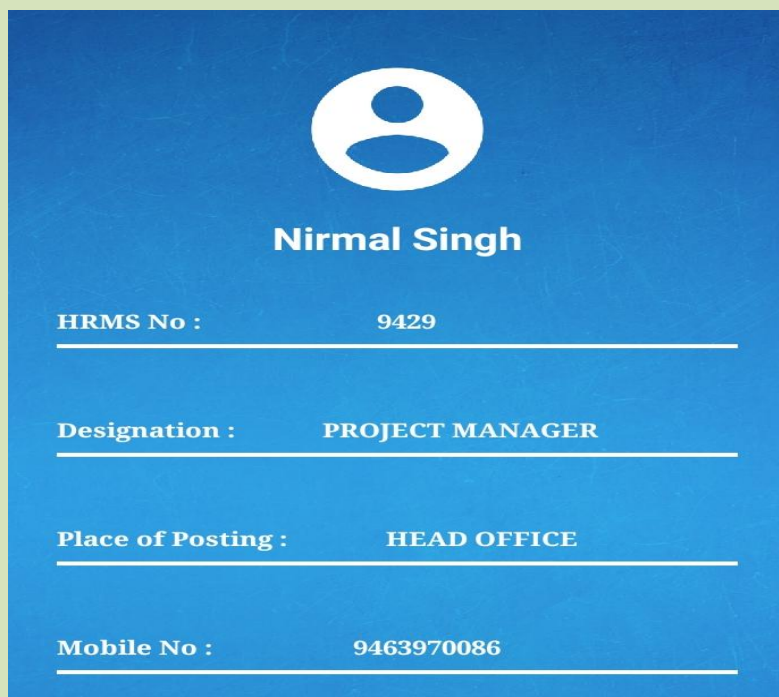 Nirmal Singh
HRMS No : 9429
Designation : PROJECT MANAGER
Place of Posting : HEAD OFFICE
Mobile No : 9463970086